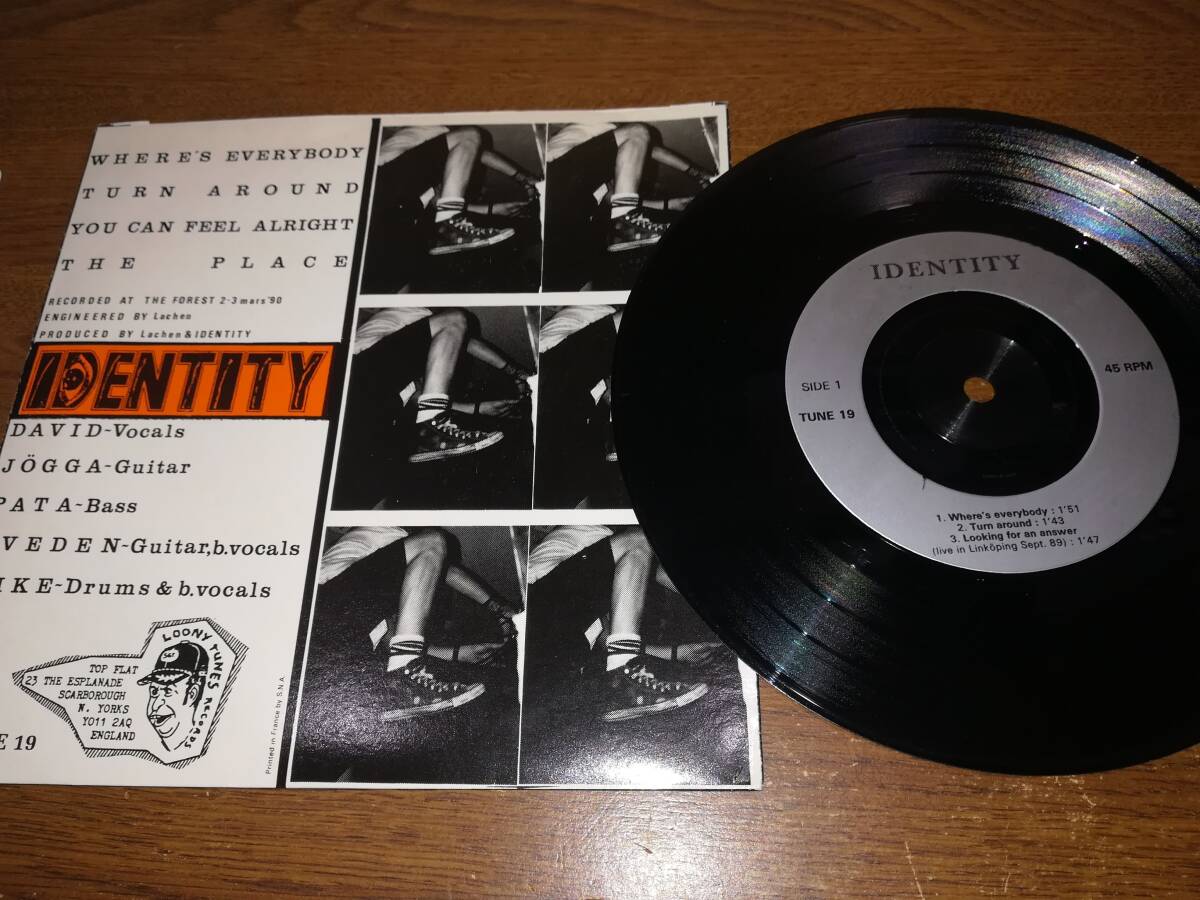 WHERE'S EVERYBODY
TURN AROUND
YOU CAN FEEL ALRIGHT
THE PLACE
RECORDED AT THE FOREST 2-3 mars '90
ENGINEERED BY Lachen
PRODUCED BY Lachen & IDENTITY
IDENTITY
DAVID-Vocals
JÖGGA-Guitar
PATA-Bass
VEDEN-Guitar, b.vocals
IKE-Drums & b.vocals
LOONY TUNES RECORDS
TOP FLAT
23 THE ESPLANADE
SCARBOROUGH
N. YORKS
YO11 2AQ
ENGLAND
E 19
Printed in France by S.N.A.
IDENTITY
SIDE 1
45 RPM
TUNE 19
1. Where's everybody : 1'51
2. Turn around : 1'43
3. Looking for an answer
(live in Linköping Sept. 89) : 1'47